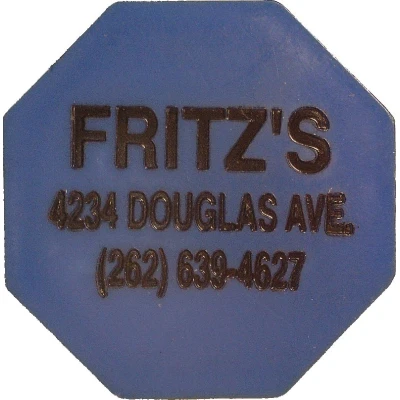 FRITZ'S
4234 DOUGLAS AVE.
(262) 639-4627